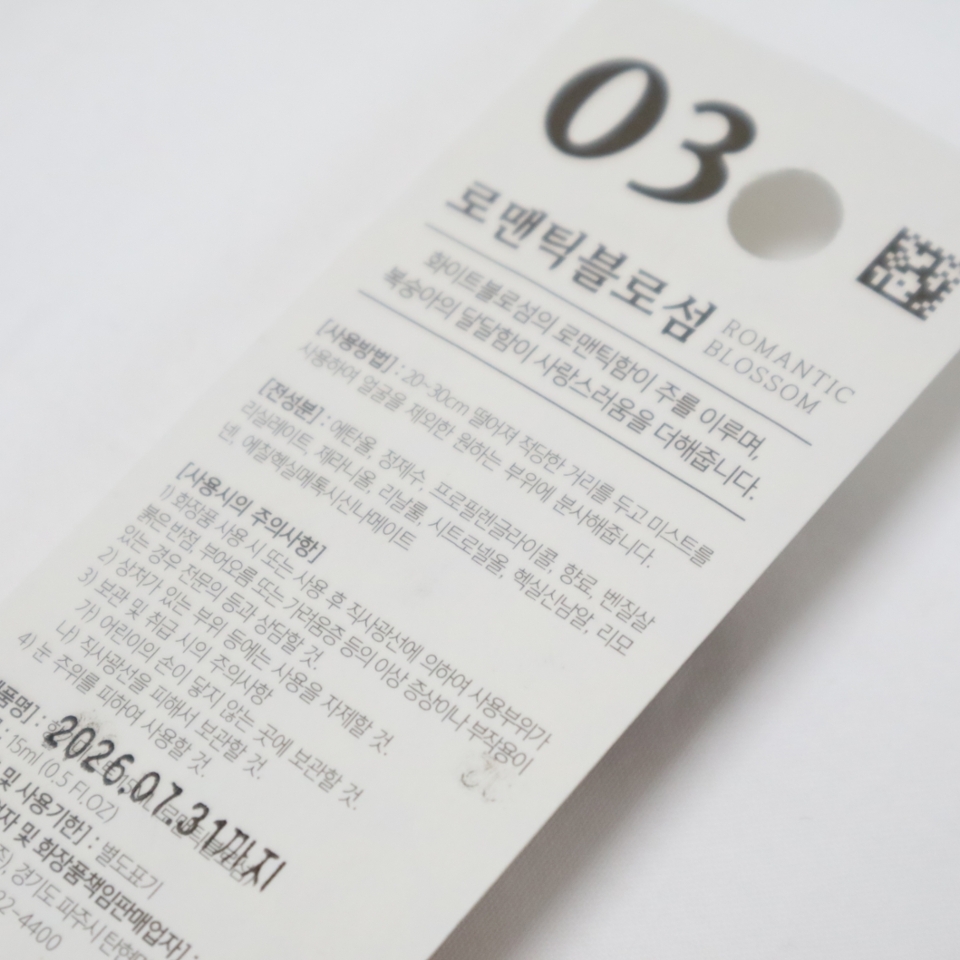 03
로맨틱블로섬
ROMANTIC
BLOSSOM
화이트블로섬의 로맨틱함이 주를 이루며,
복숭아의 달달함이 사랑스러움을 더해줍니다.
[사용방법] : 20~30cm 떨어져 적당한 거리를 두고 미스트를
사용하여 얼굴을 제외한 원하는 부위에 분사해줍니다.
[전성분] : 에탄올, 정제수, 프로필렌글라이콜, 향료, 벤질살
리실레이트, 제라니올, 리날룰, 시트로넬올, 헥실신남알, 리모
넨, 에칠헥실메톡시신나메이트
[사용시의 주의사항]
1) 화장품 사용 시 또는 사용 후 직사광선에 의하여 사용부위가
붉은 반점, 부어오름 또는 가려움증 등의 이상 증상이나 부작용이
있는 경우 전문의 등과 상담할 것.
2) 상처가 있는 부위 등에는 사용을 자제할 것.
3) 보관 및 취급 시의 주의사항
가) 어린이의 손이 닿지 않는 곳에 보관할 것.
나) 직사광선을 피해서 보관할 것.
4) 눈 주위를 피하여 사용할 것.
품명] :
2026.07.31까지
: 15ml (0.5 Fl.OZ)
및 사용기한] : 별도표기
업자 및 화장품책임판매업자] :
경기도 파주시 탄현
22-4400